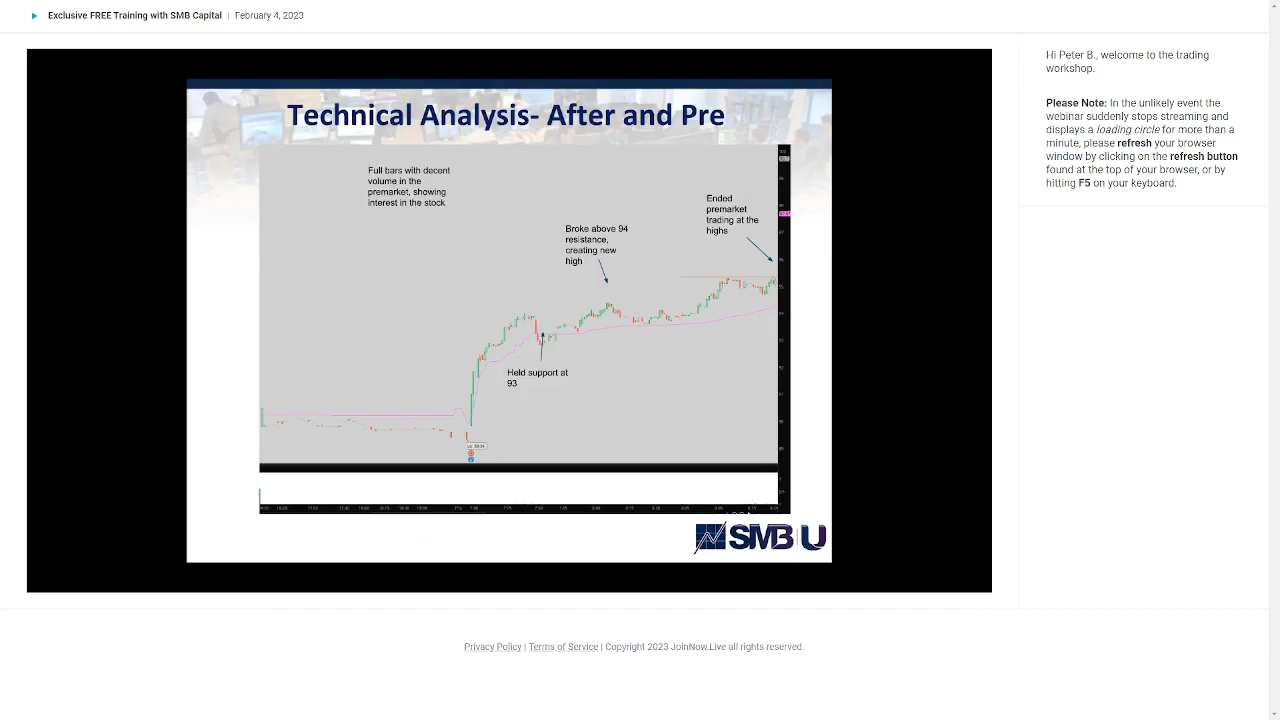 Exclusive FREE Training with SMB Capital | February 4, 2023
Hi Peter B., welcome to the trading
workshop.
Please Note: In the unlikely event the
webinar suddenly stops streaming and
displays a loading circle for more than a
minute, please refresh your browser
window by clicking on the refresh button
found at the top of your browser, or by
hitting F5 on your keyboard.
Technical Analysis- After and Pre
Full bars with decent
volume in the
premarket, showing
interest in the stock
Broke above 94
resistance,
creating new
high
Ended
premarket
trading at the
highs
Held support at
93
SMB U
Privacy Policy | Terms of Service | Copyright 2023 JoinNow.Live all rights reserved.